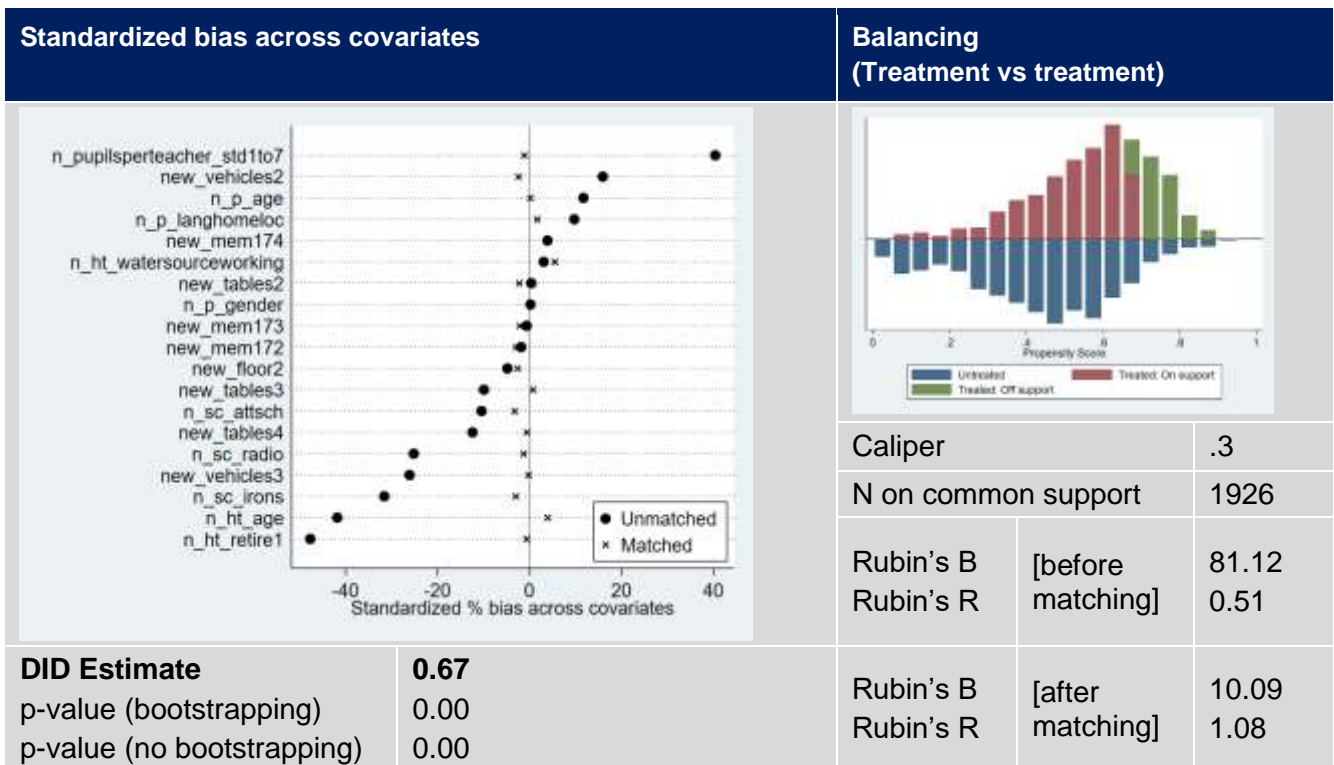 Standardized bias across covariates
Balancing
(Treatment vs treatment)
n_pupilsperteacher_std1to7
new_vehicles2
n_p_age
n_p_langhomeloc
new_mem174
n_ht_watersourceworking
new_tables2
n_p_gender
new_mem173
new_mem172
new_floor2
new_tables3
n_sc_attsch
new_tables4
n_sc_radio
new_vehicles3
n_sc_irons
n_ht_age
n_ht_retire1
Unmatched
Matched
-40 -20 0 20 40
Standardized % bias across covariates
0 .2 .4 .6 .8 1
Propensity Score
Untreated Treated: On support
Treated: Off support
Caliper .3
N on common support 1926
Rubin's B [before 81.12
Rubin's R matching] 0.51
DID Estimate 0.67
p-value (bootstrapping) 0.00
p-value (no bootstrapping) 0.00
Rubin's B [after 10.09
Rubin's R matching] 1.08